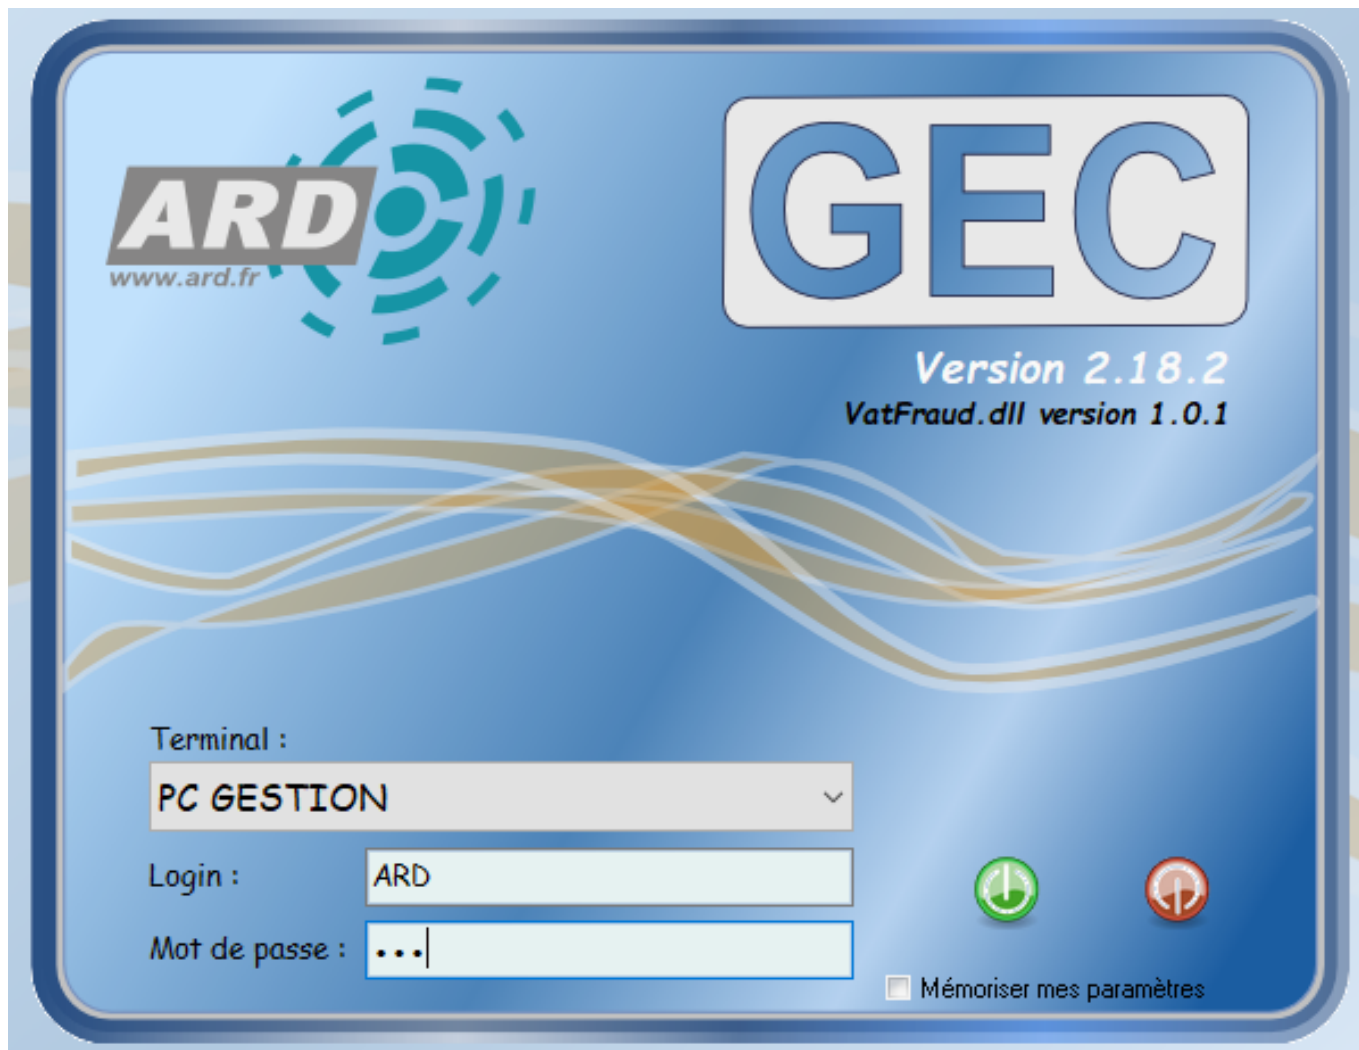 ARD
www.ard.fr
GEC
Version 2.18.2
VatFraud.dll version 1.0.1
Terminal :
PC GESTION
Login :
ARD
Mot de passe :
•••
Mémoriser mes paramètres